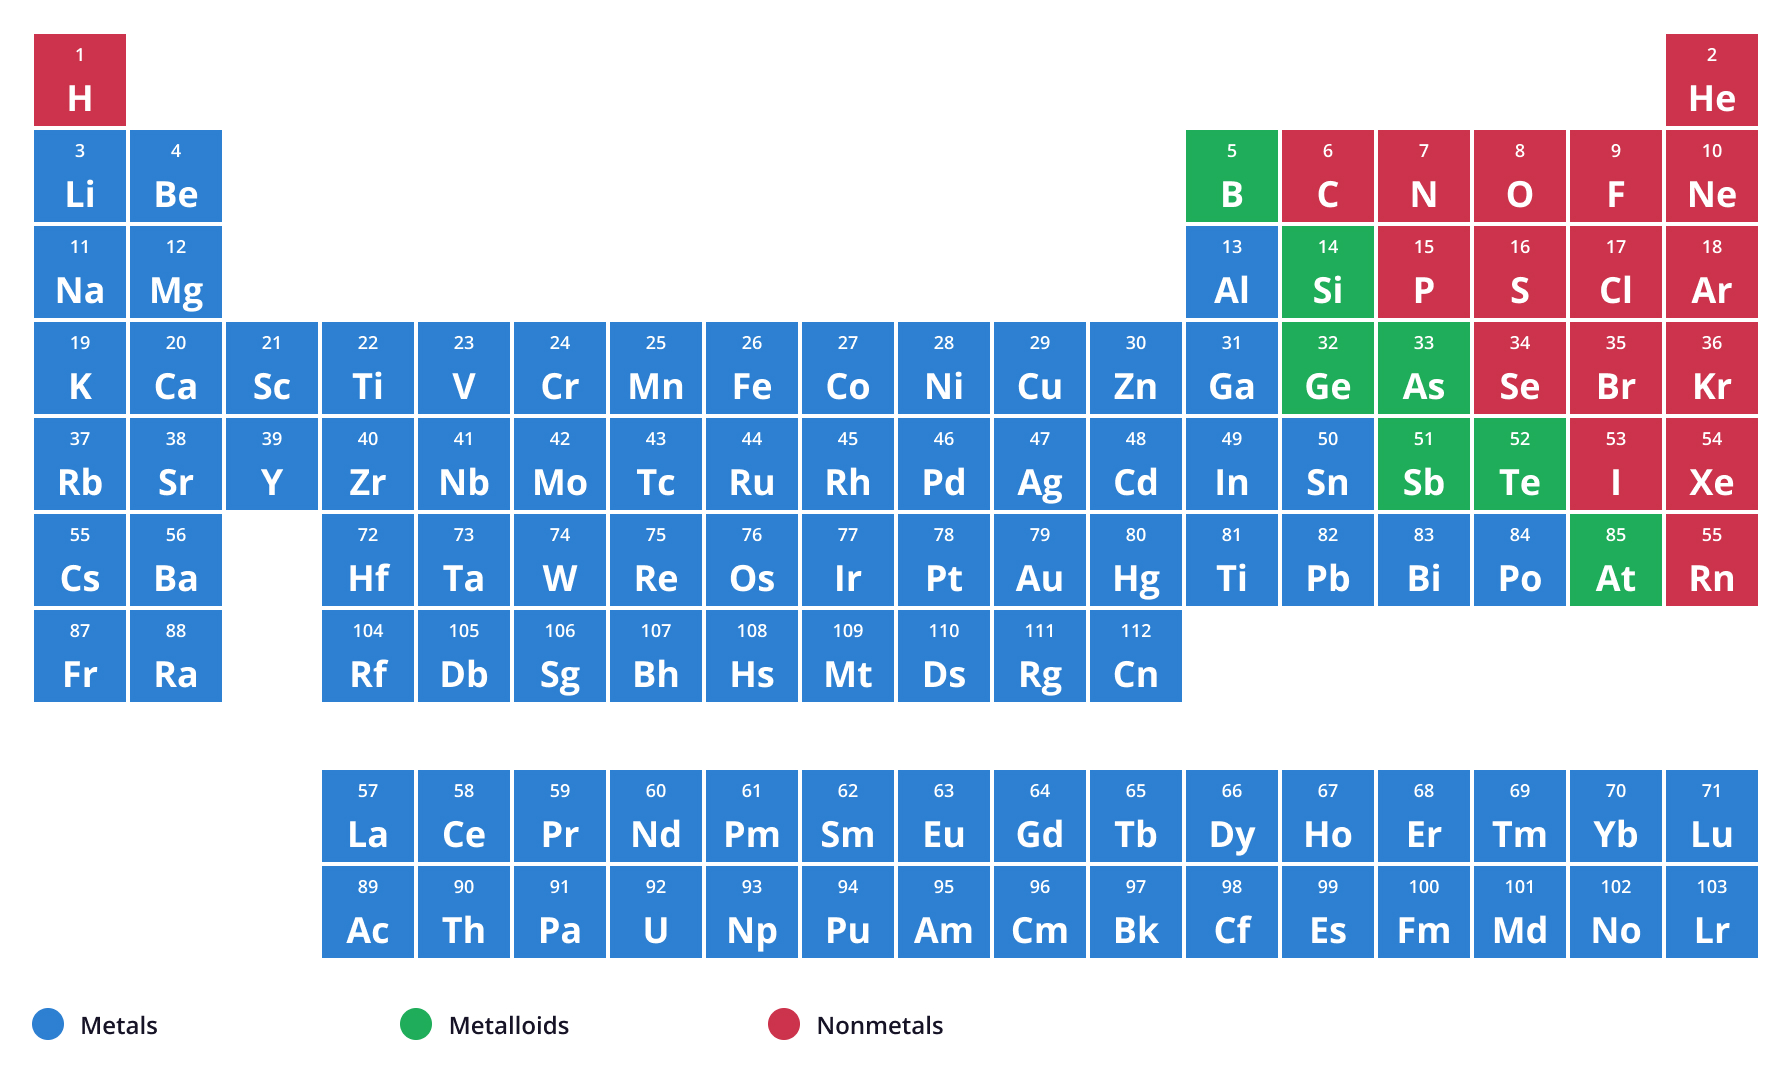 1 2
H He
3 4 5 6 7 8 9 10
Li Be B C N O F Ne
11 12 13 14 15 16 17 18
Na Mg Al Si P S Cl Ar
19 20 21 22 23 24 25 26 27 28 29 30 31 32 33 34 35 36
K Ca Sc Ti V Cr Mn Fe Co Ni Cu Zn Ga Ge As Se Br Kr
37 38 39 40 41 42 43 44 45 46 47 48 49 50 51 52 53 54
Rb Sr Y Zr Nb Mo Tc Ru Rh Pd Ag Cd In Sn Sb Te I Xe
55 56 72 73 74 75 76 77 78 79 80 81 82 83 84 85 55
Cs Ba Hf Ta W Re Os Ir Pt Au Hg Ti Pb Bi Po At Rn
87 88 104 105 106 107 108 109 110 111 112
Fr Ra Rf Db Sg Bh Hs Mt Ds Rg Cn
57 58 59 60 61 62 63 64 65 66 67 68 69 70 71
La Ce Pr Nd Pm Sm Eu Gd Tb Dy Ho Er Tm Yb Lu
89 90 91 92 93 94 95 96 97 98 99 100 101 102 103
Ac Th Pa U Np Pu Am Cm Bk Cf Es Fm Md No Lr
Metals Metalloids Nonmetals